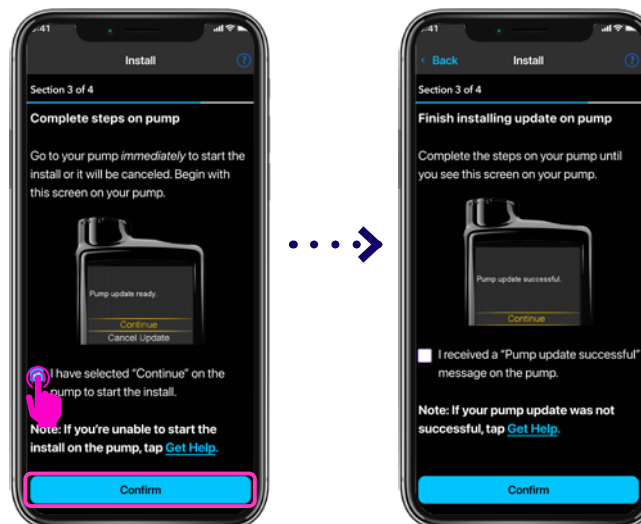 :41
Install
?
Section 3 of 4
Complete steps on pump
Go to your pump immediately to start the
install or it will be canceled. Begin with
this screen on your pump.
Pump update ready.
Continue
Cancel Update
I have selected "Continue" on the
pump to start the install.
Note: If you're unable to start the
install on the pump, tap Get Help.
Confirm
:41
< Back
Install
?
Section 3 of 4
Finish installing update on pump
Complete the steps on your pump until
you see this screen on your pump.
Pump update successful.
Continue
I received a "Pump update successful"
message on the pump.
Note: If your pump update was not
successful, tap Get Help.
Confirm